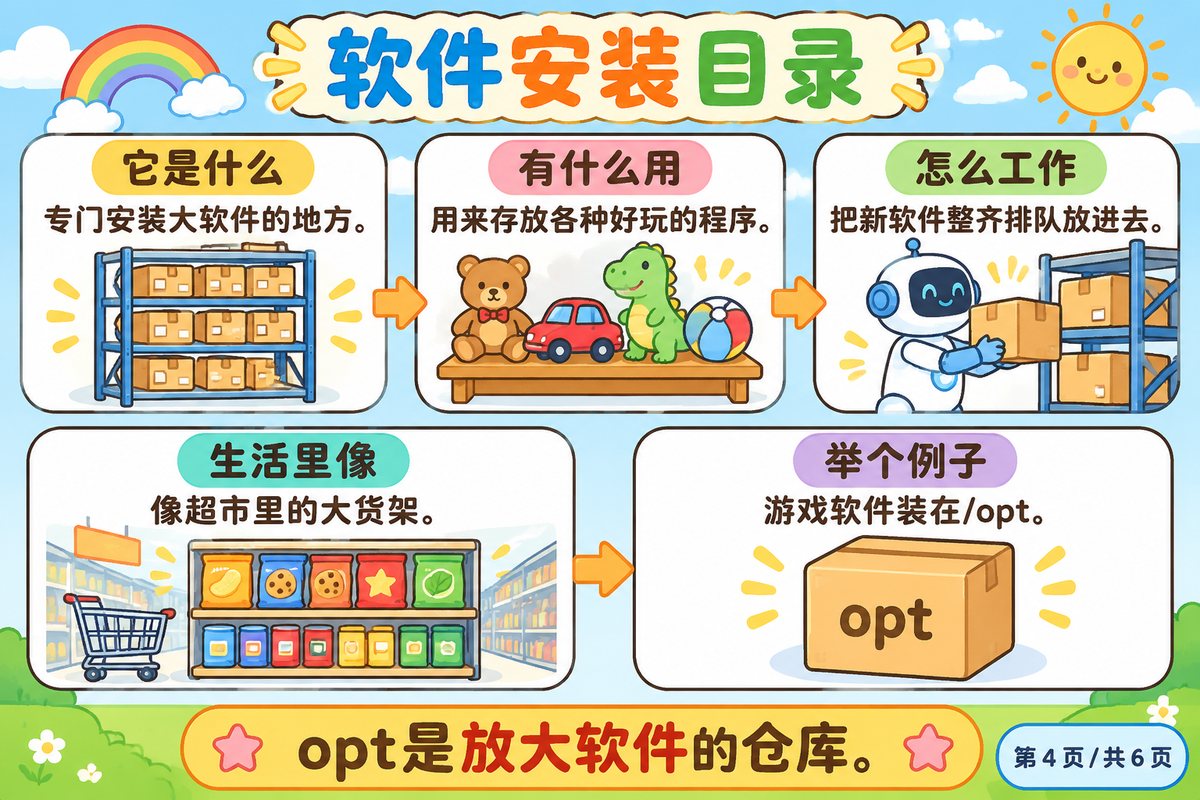 软件安装目录
它是什么
专门安装大软件的地方。
有什么用
用来存放各种好玩的程序。
怎么工作
把新软件整齐排队放进去。
生活里像
像超市里的大货架。
举个例子
游戏软件装在/opt。
opt
opt是放大软件的仓库。
第4页/共6页